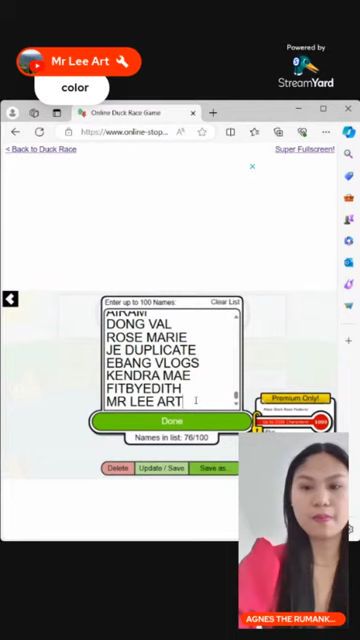 Mr Lee Art
color
Powered by
StreamYard
Online Duck Race Game
https://www.online-stop...
< Back to Duck Race
Super Fullscreen!
Enter up to 100 Names:
Clear List
AIRAM
DONG VAL
ROSE MARIE
JE DUPLICATE
EBANG VLOGS
KENDRA MAE
FITBYEDITH
MR LEE ART
Done
Names in list: 76/100
Delete
Update / Save
Save as..
Premium Only!
1000
AGNES THE RUMANK...